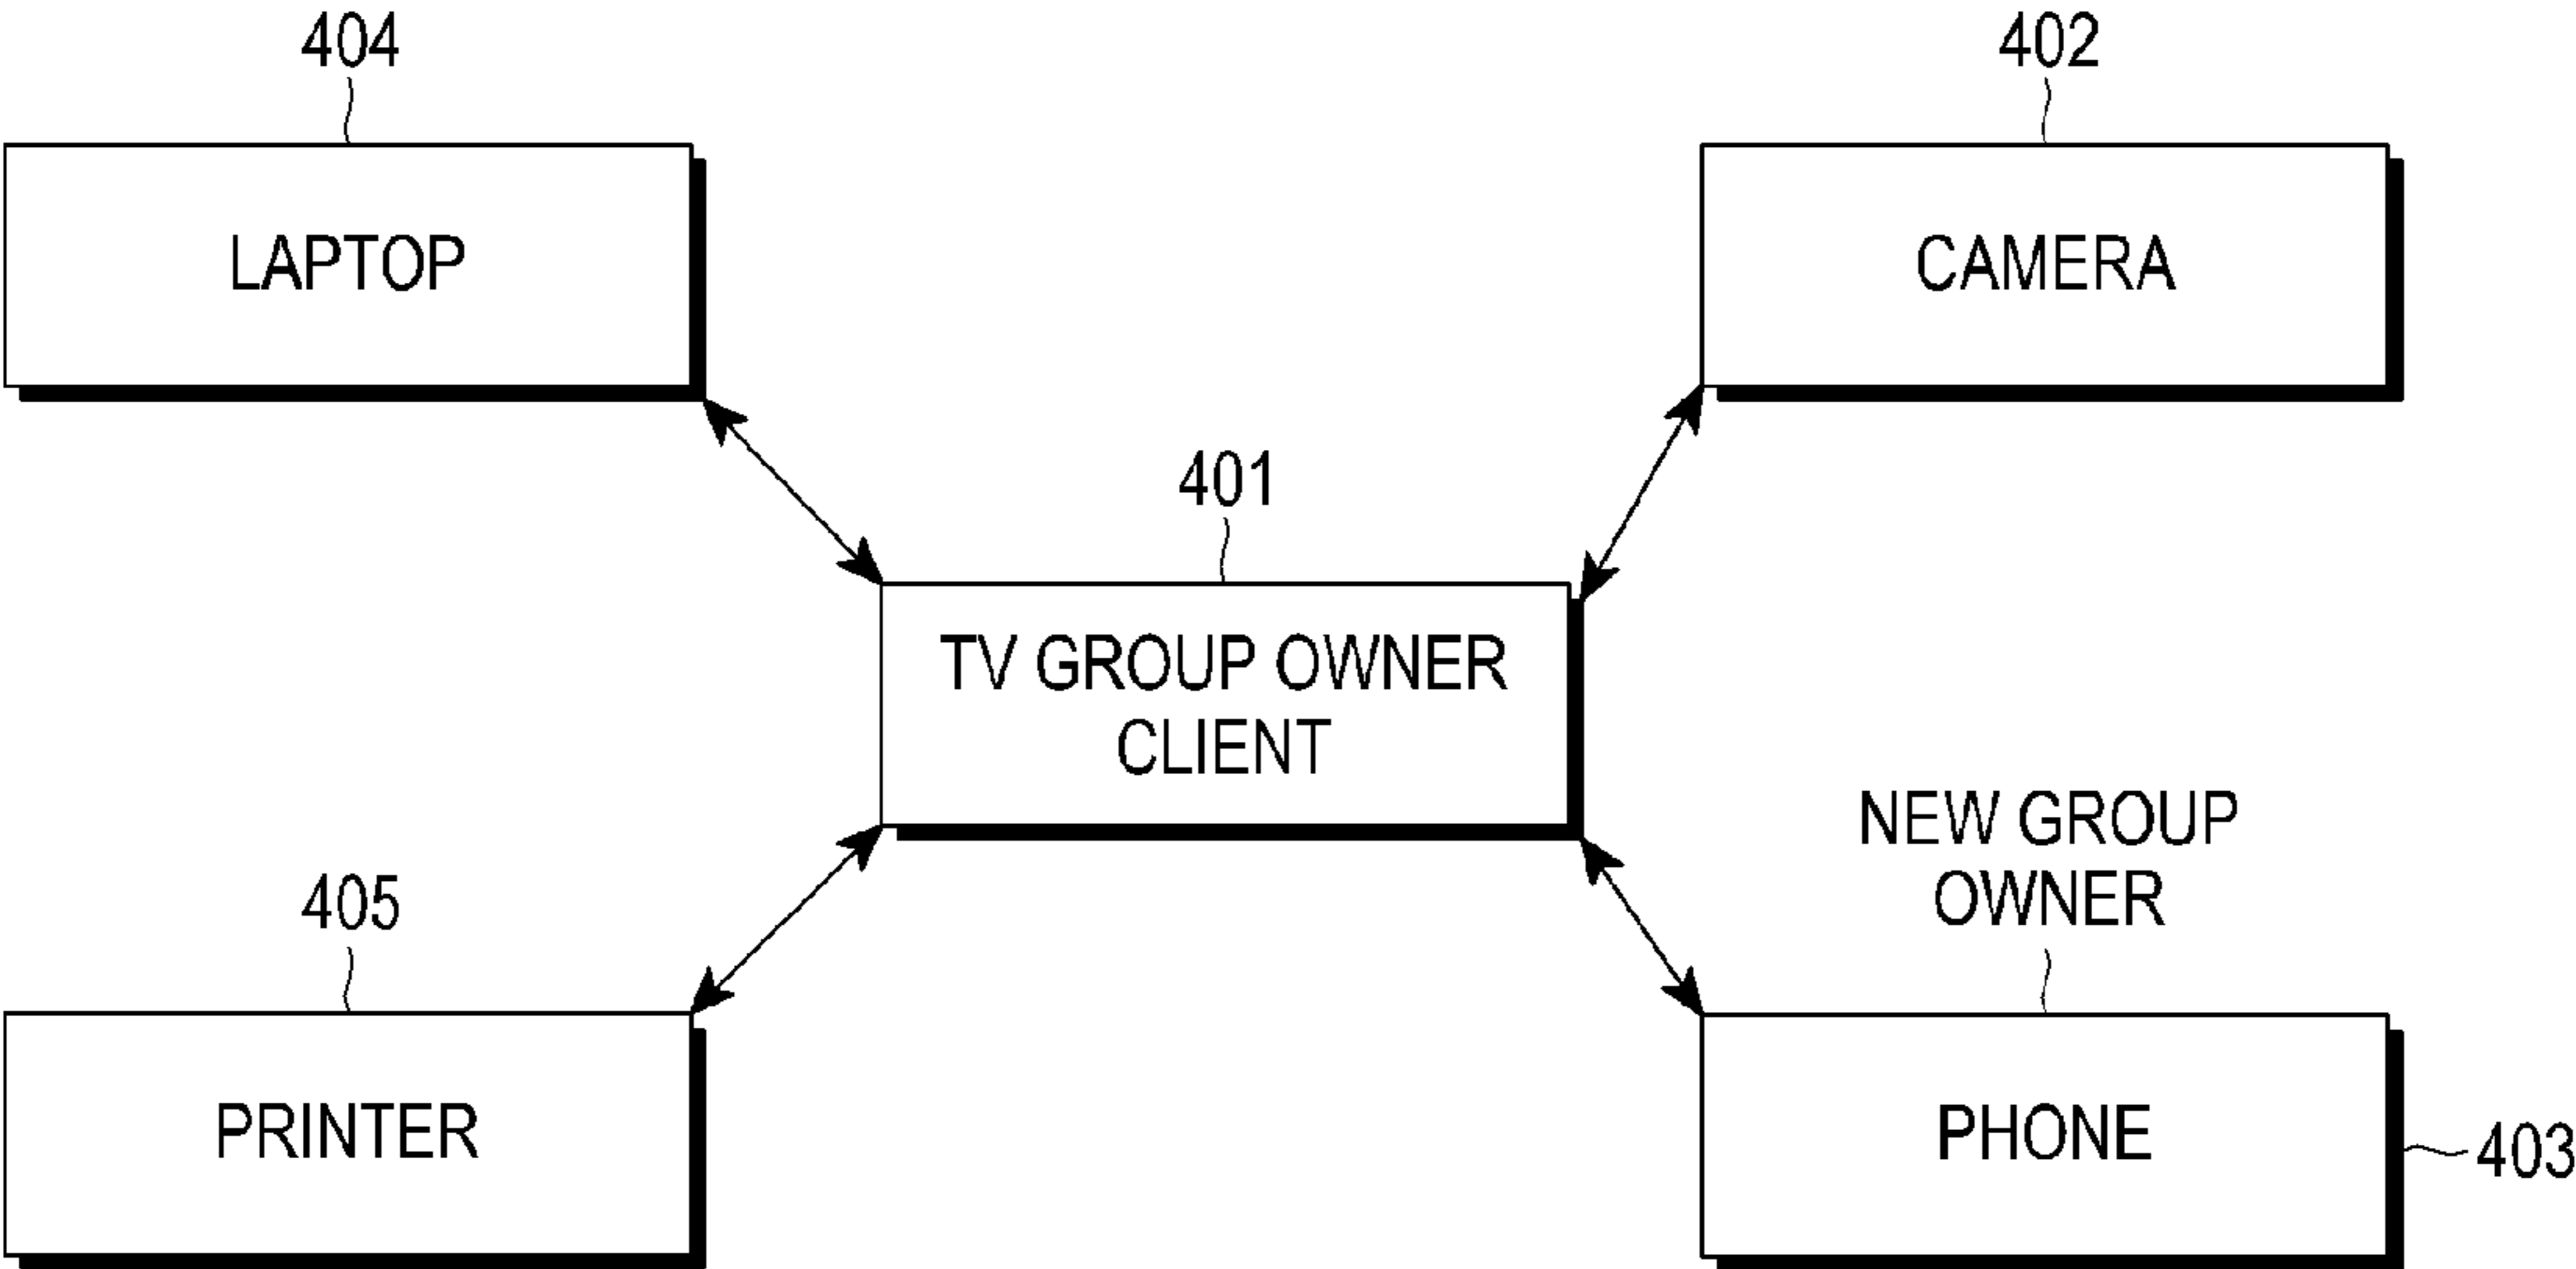 404
402
LAPTOP
CAMERA
401
TV GROUP OWNER
CLIENT
NEW GROUP
OWNER
405
PRINTER
PHONE
403